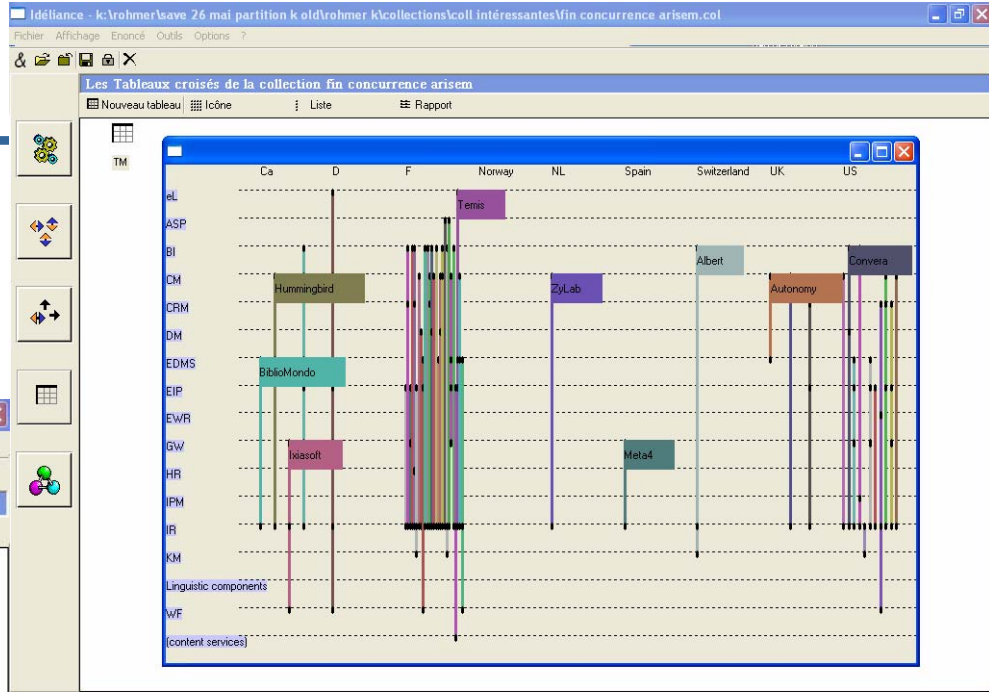 Idéliance - k:\rohmer\save 26 mai partition k old\rohmer k\collections\coll intéressantes\fin concurrence arisem.col
Fichier Affichage Enoncé Outils Options ?
&
Les Tableaux croisés de la collection fin concurrence arisem
Nouveau tableau Icône Liste Rapport
TM
Ca D F Norway NL Spain Switzerland UK US
eL
Temis
ASP
BI
Albert Convera
CM
Hummingbird ZyLab Autonomy
CRM
DM
EDMS
BiblioMondo
EIP
EWR
GW
Ixiasoft Meta4
HR
IPM
IR
KM
Linguistic components
WF
(content services)